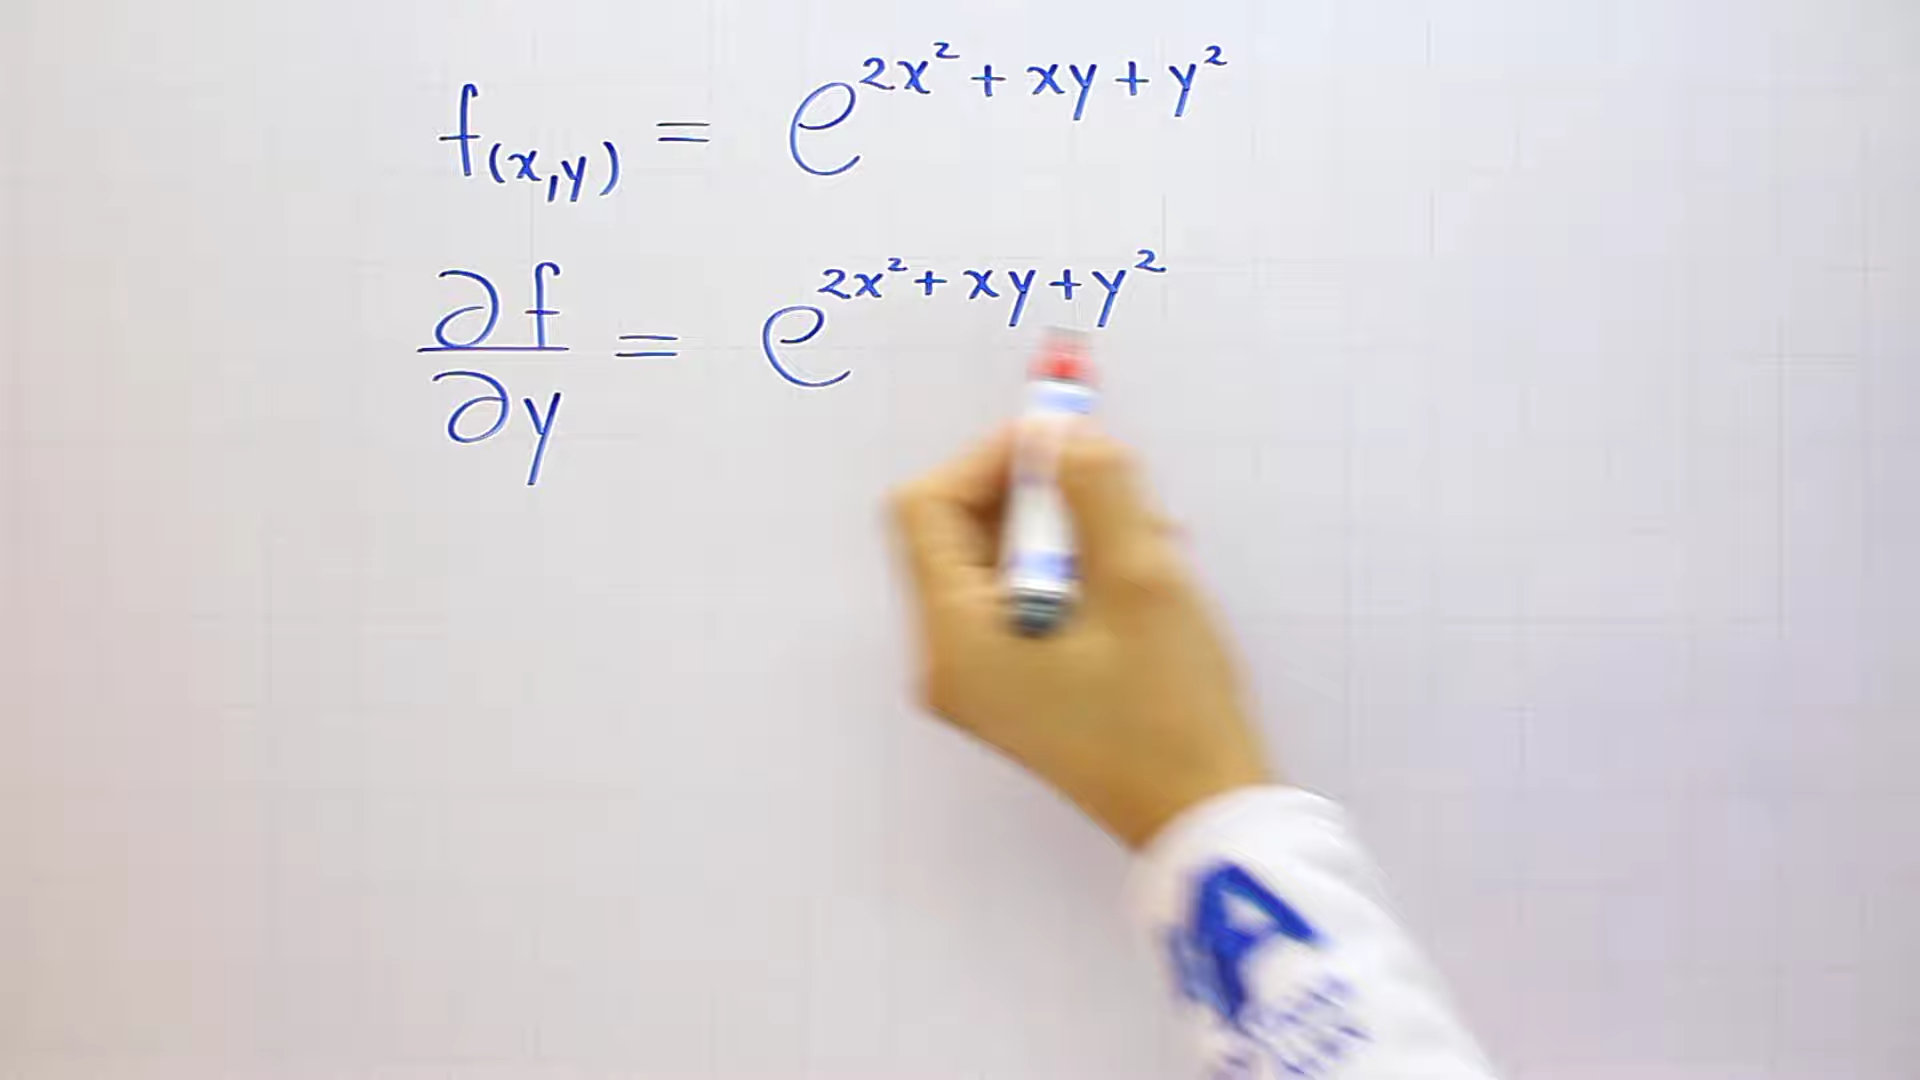 f(x,y) = e^{2x² + xy + y²}
∂f/∂y = e^{2x² + xy + y²}
A